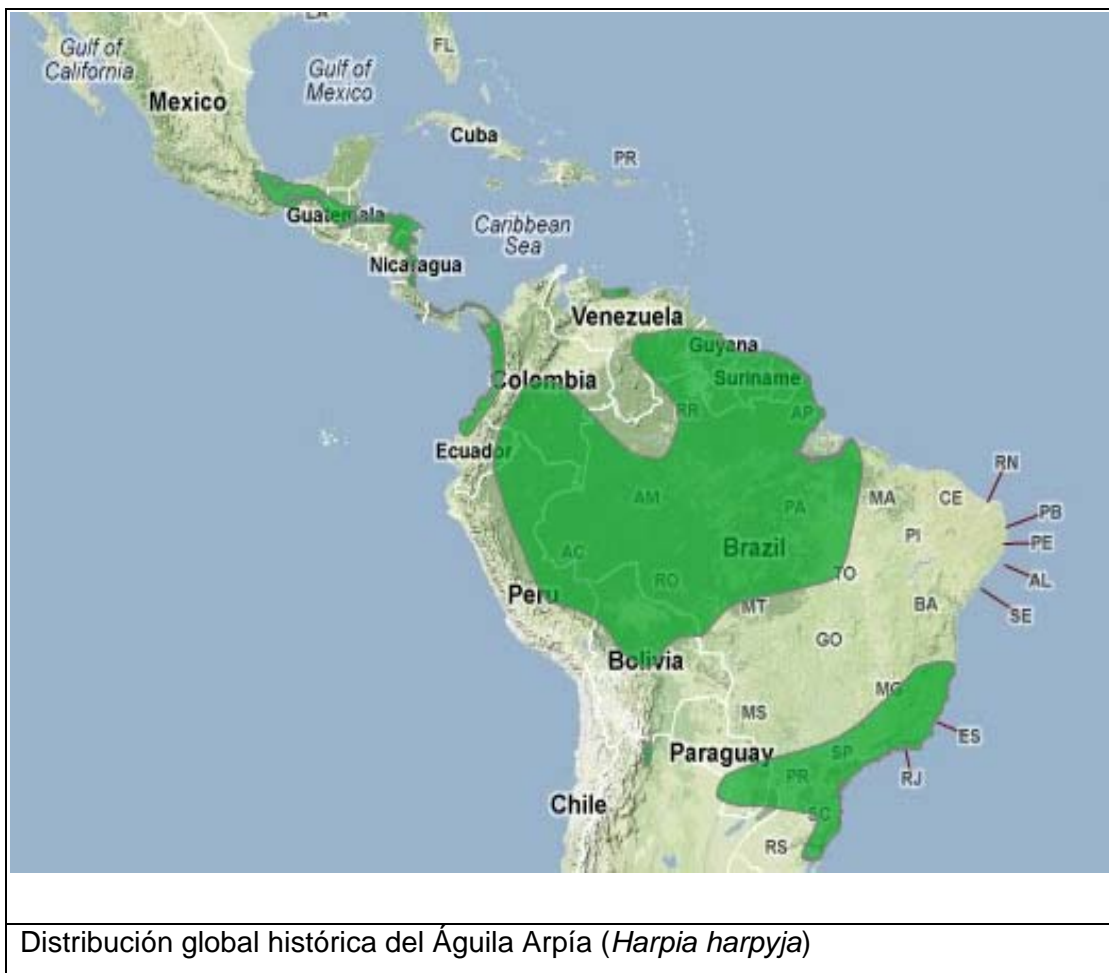 LA
Gulf of
California
FL
Gulf of
Mexico
Mexico
Cuba
PR
Guatemala
Caribbean
Sea
Nicaragua
Venezuela
Guyana
Colombia
Suriname
RR
AP
Ecuador
RN
AM
PA
MA
CE
PB
PI
PE
AC
Brazil
RO
TO
AL
Peru
MT
BA
SE
GO
Bolivia
MG
MS
ES
Paraguay
SP
PR
RJ
Chile
SC
RS
Distribución global histórica del Águila Arpía (Harpia harpyja)